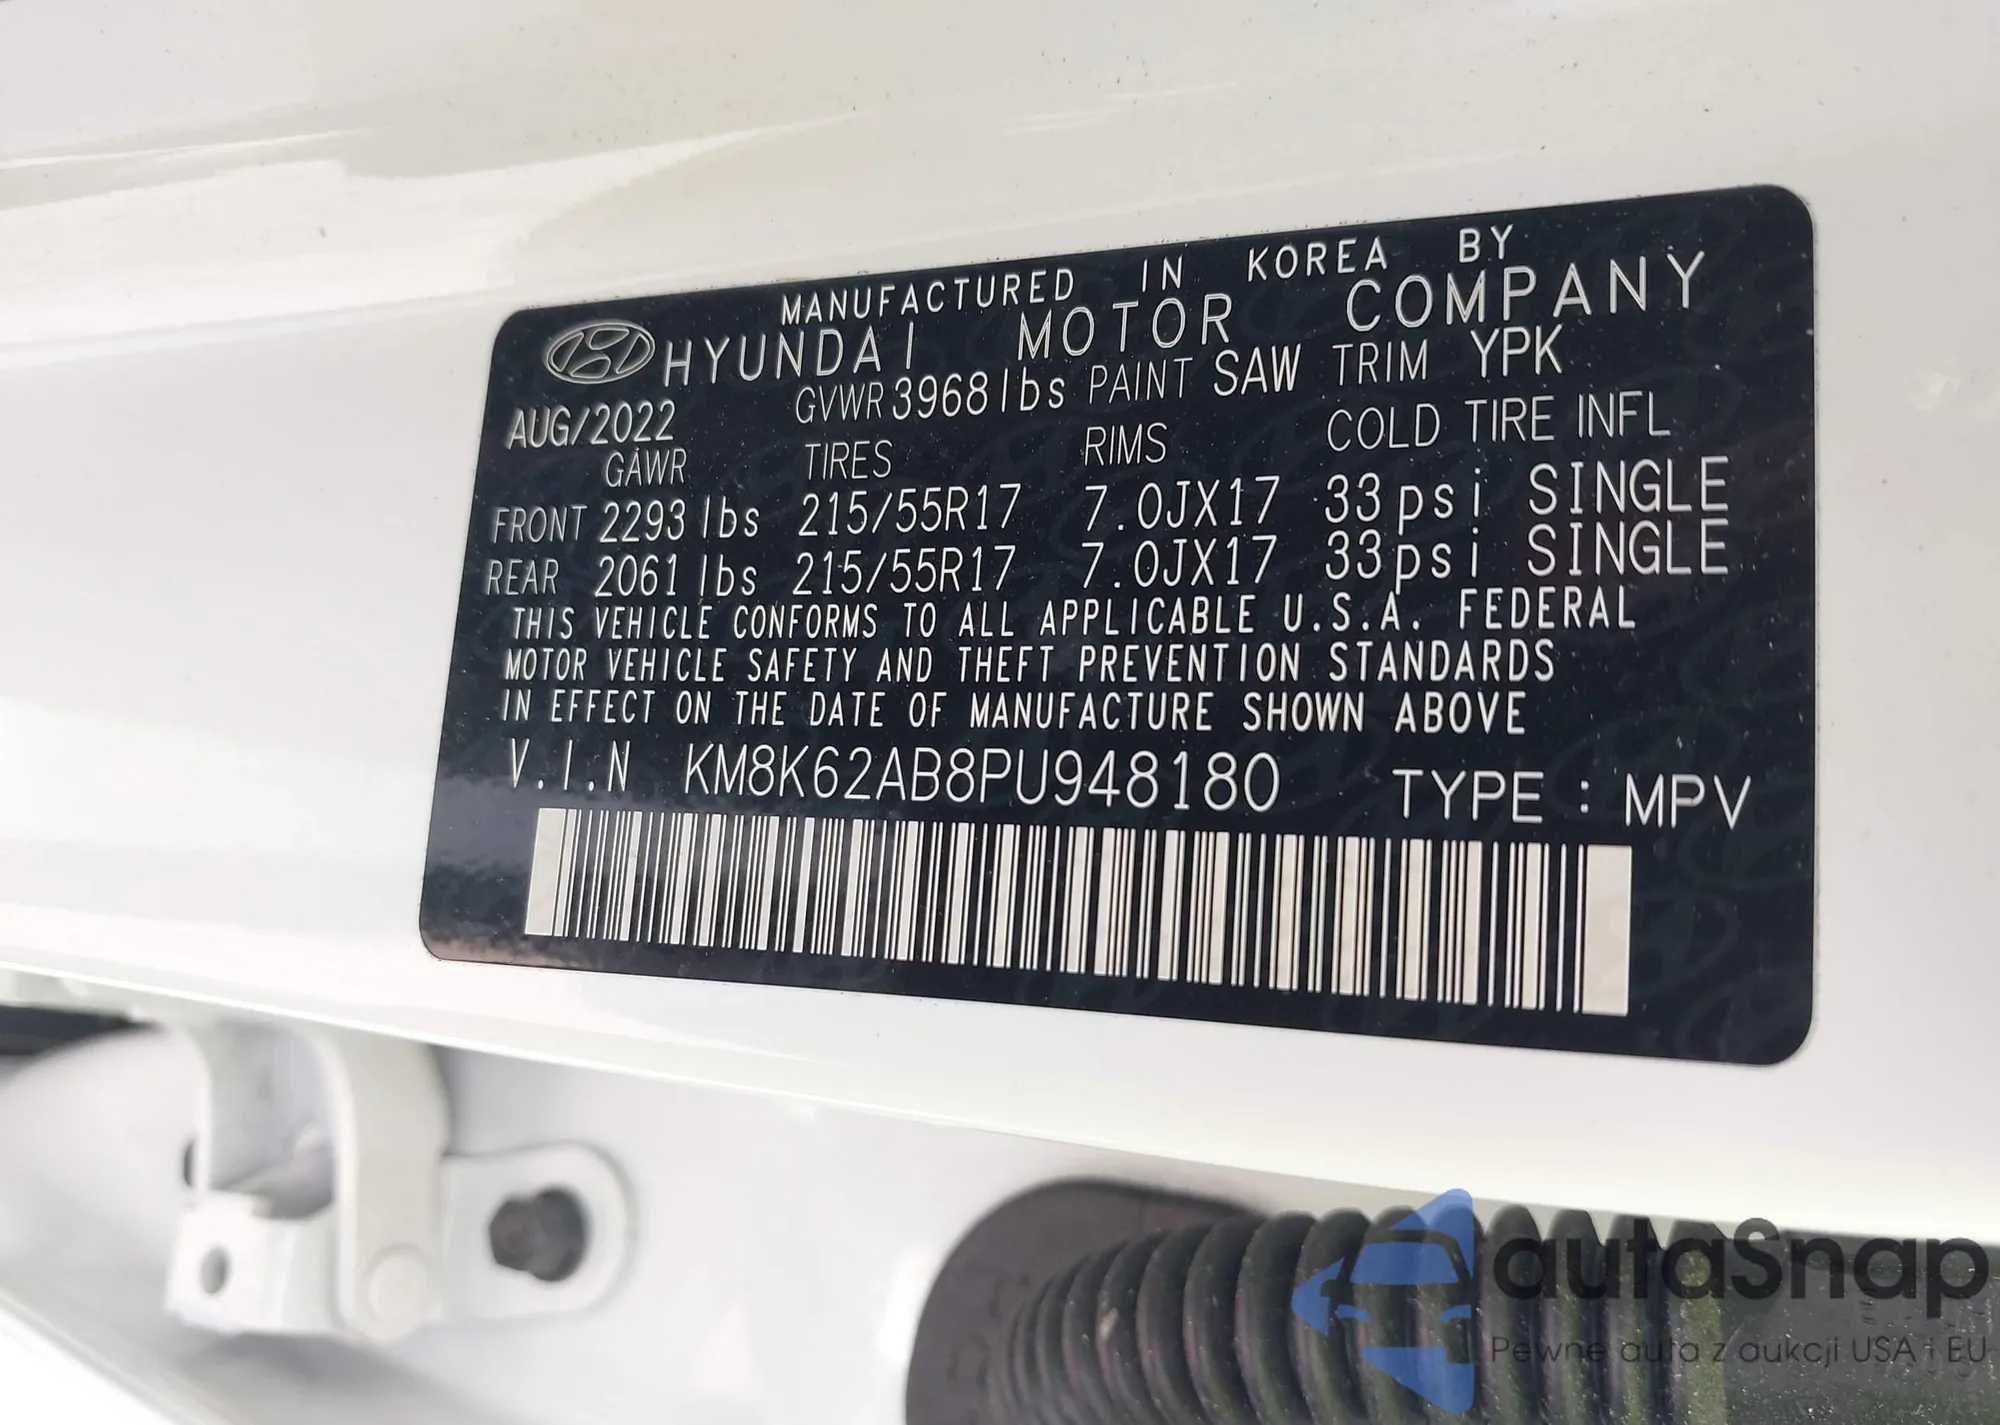 MANUFACTURED IN KOREA BY
HYUNDAI MOTOR COMPANY
AUG/2022 GVWR 3968 lbs PAINT SAW TRIM YPK
GAWR TIRES RIMS COLD TIRE INFL
FRONT 2293 lbs 215/55R17 7.0JX17 33psi SINGLE
REAR 2061 lbs 215/55R17 7.0JX17 33psi SINGLE
THIS VEHICLE CONFORMS TO ALL APPLICABLE U.S.A. FEDERAL
MOTOR VEHICLE SAFETY AND THEFT PREVENTION STANDARDS
IN EFFECT ON THE DATE OF MANUFACTURE SHOWN ABOVE
V.I.N KM8K62AB8PU948180 TYPE : MPV
autaSnap
Pewne auta z aukcji USA i EU